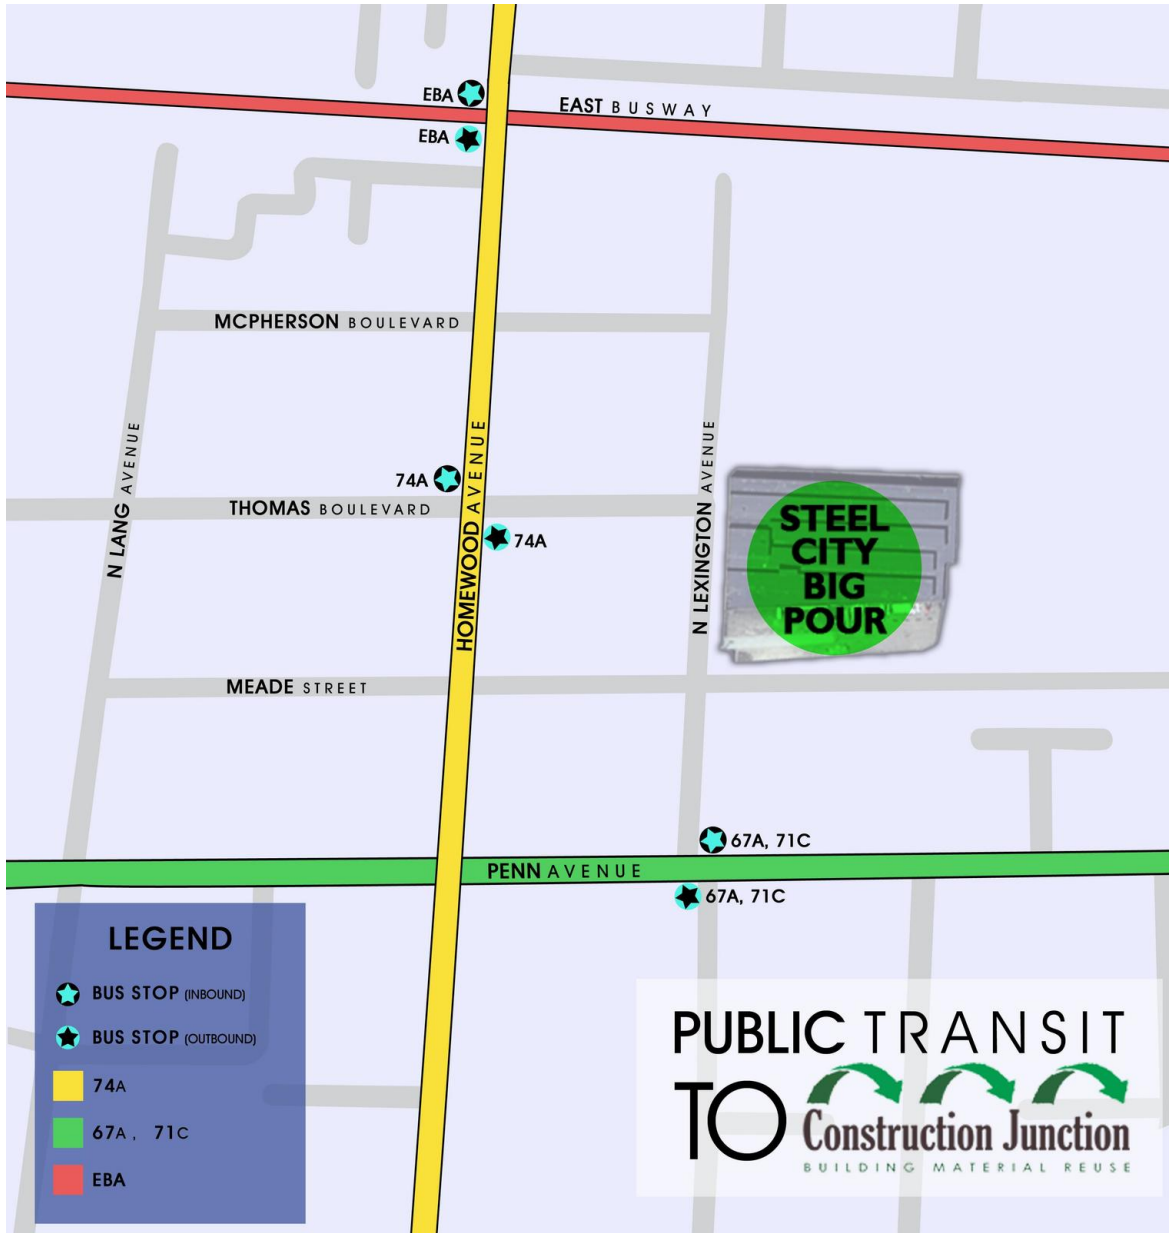 EBA
EAST BUSWAY
EBA
MCPHERSON BOULEVARD
N LANG AVENUE
HOMEWOOD AVENUE
N LEXINGTON AVENUE
74A
THOMAS BOULEVARD
74A
STEEL
CITY
BIG
POUR
MEADE STREET
67A, 71C
PENN AVENUE
67A, 71C
LEGEND
BUS STOP (INBOUND)
BUS STOP (OUTBOUND)
74A
67A, 71C
EBA
PUBLIC TRANSIT
TO Construction Junction
BUILDING MATERIAL REUSE